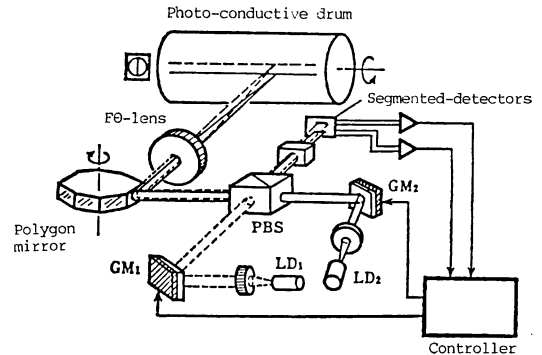 Photo-conductive drum
Segmented-detectors
Fθ-lens
Polygon
mirror
PBS
GM2
GM1
LD1
LD2
Controller